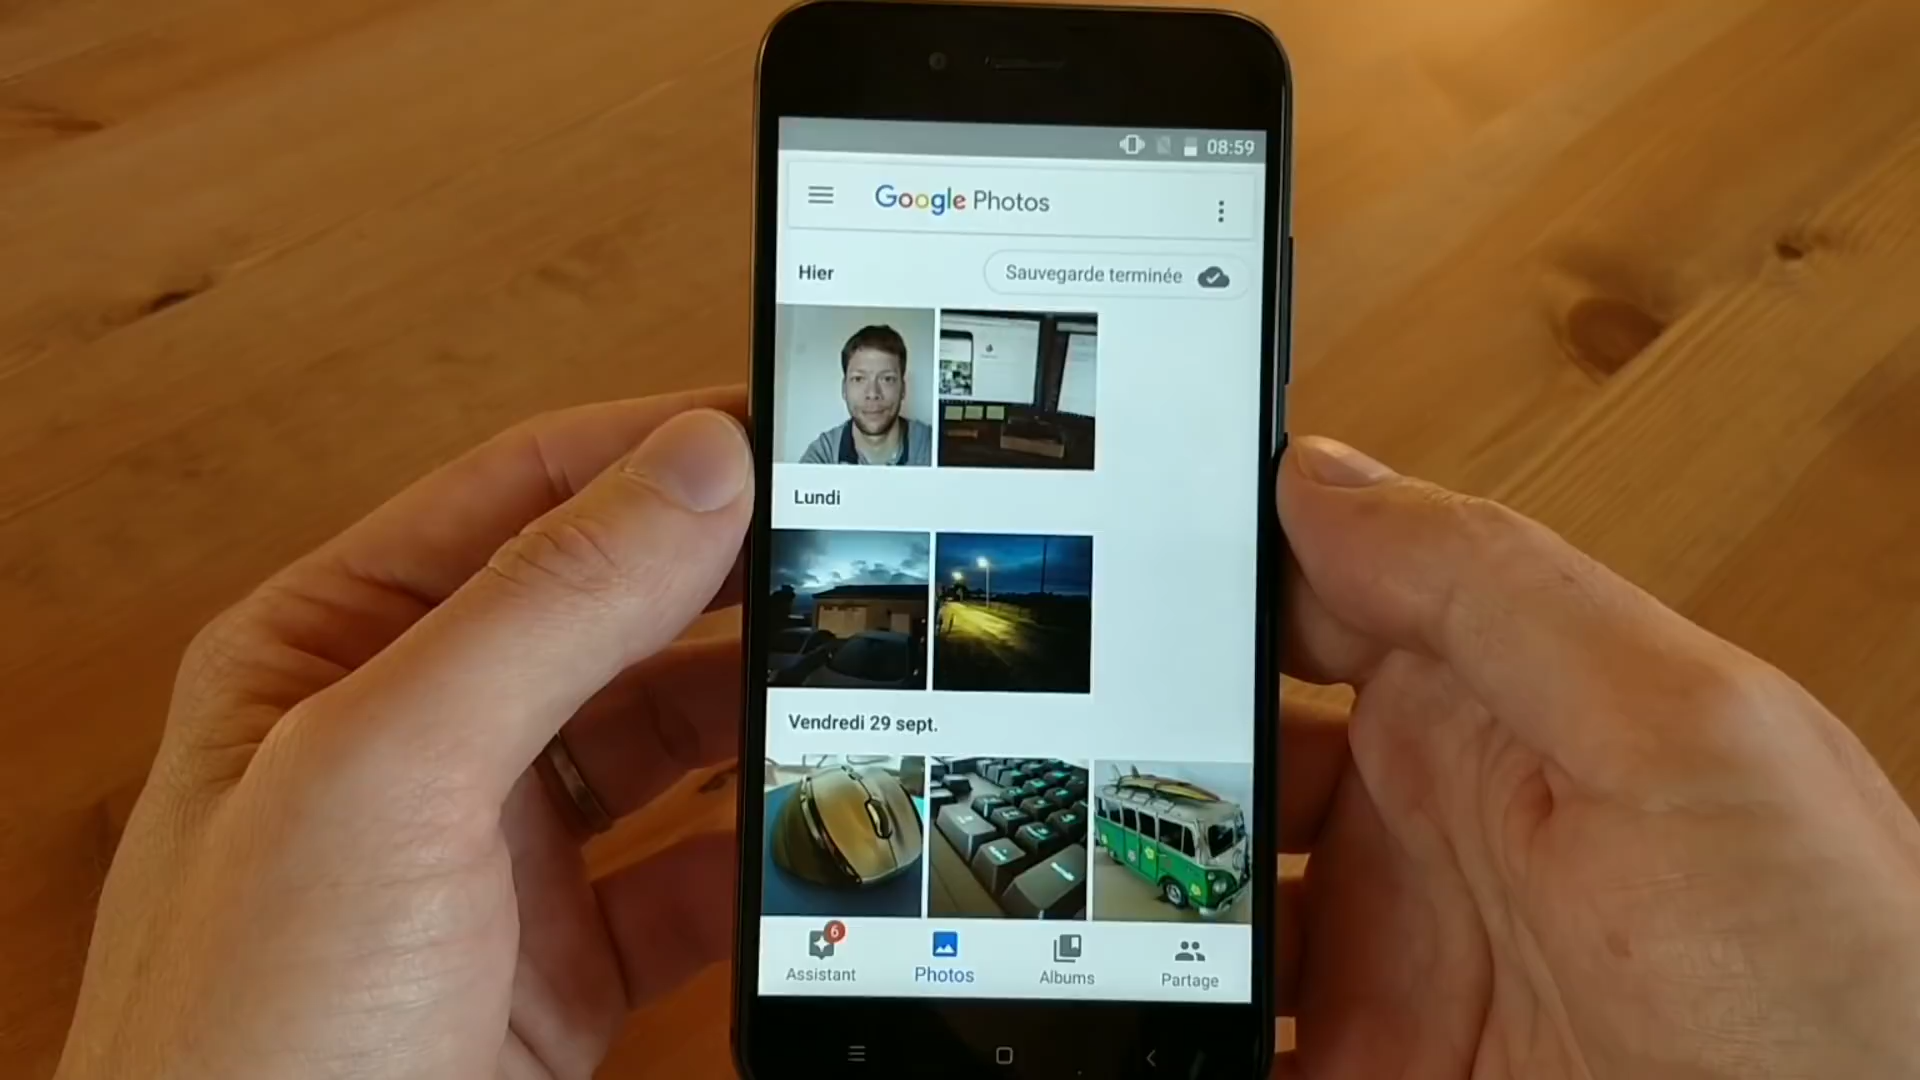 08:59
Google Photos
Hier
Sauvegarde terminée
Lundi
Vendredi 29 sept.
6
Assistant
Photos
Albums
Partage